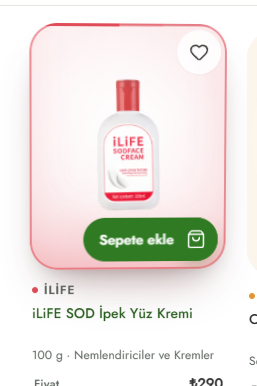 iLiFE
SODFACE
CREAM
Sepete ekle
İLİFE
iLiFE SOD İpek Yüz Kremi
100 g · Nemlendiriciler ve Kremler
Fiyat
₺290